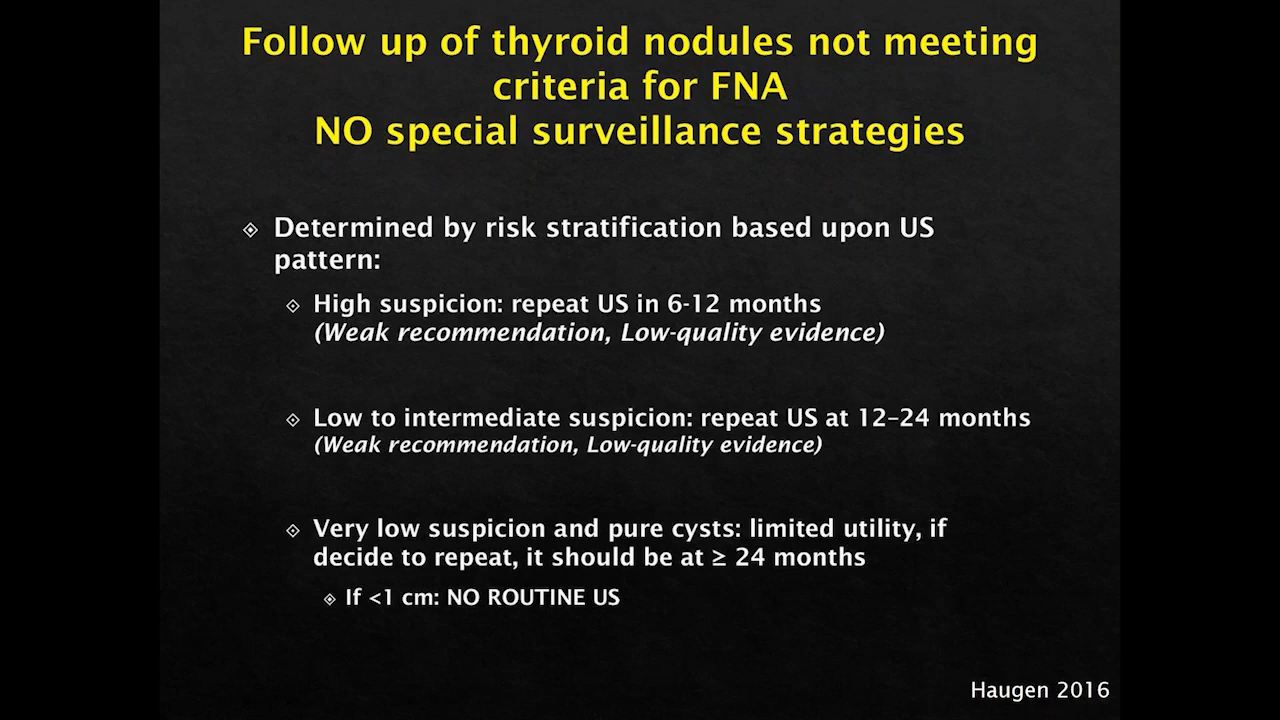 Follow up of thyroid nodules not meeting
criteria for FNA
NO special surveillance strategies
Determined by risk stratification based upon US
pattern:
High suspicion: repeat US in 6-12 months
(Weak recommendation, Low-quality evidence)
Low to intermediate suspicion: repeat US at 12–24 months
(Weak recommendation, Low-quality evidence)
Very low suspicion and pure cysts: limited utility, if
decide to repeat, it should be at ≥ 24 months
If <1 cm: NO ROUTINE US
Haugen 2016